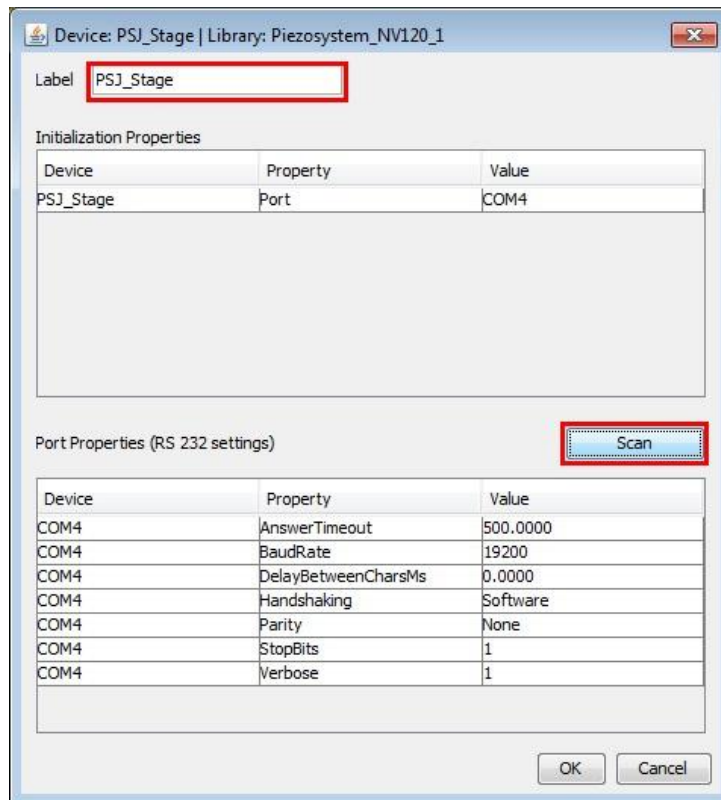 Device: PSJ_Stage | Library: Piezosystem_NV120_1
Label PSJ_Stage
Initialization Properties
Device Property Value
PSJ_Stage Port COM4
Port Properties (RS 232 settings) Scan
Device Property Value
COM4 AnswerTimeout 500.0000
COM4 BaudRate 19200
COM4 DelayBetweenCharsMs 0.0000
COM4 Handshaking Software
COM4 Parity None
COM4 StopBits 1
COM4 Verbose 1
OK Cancel